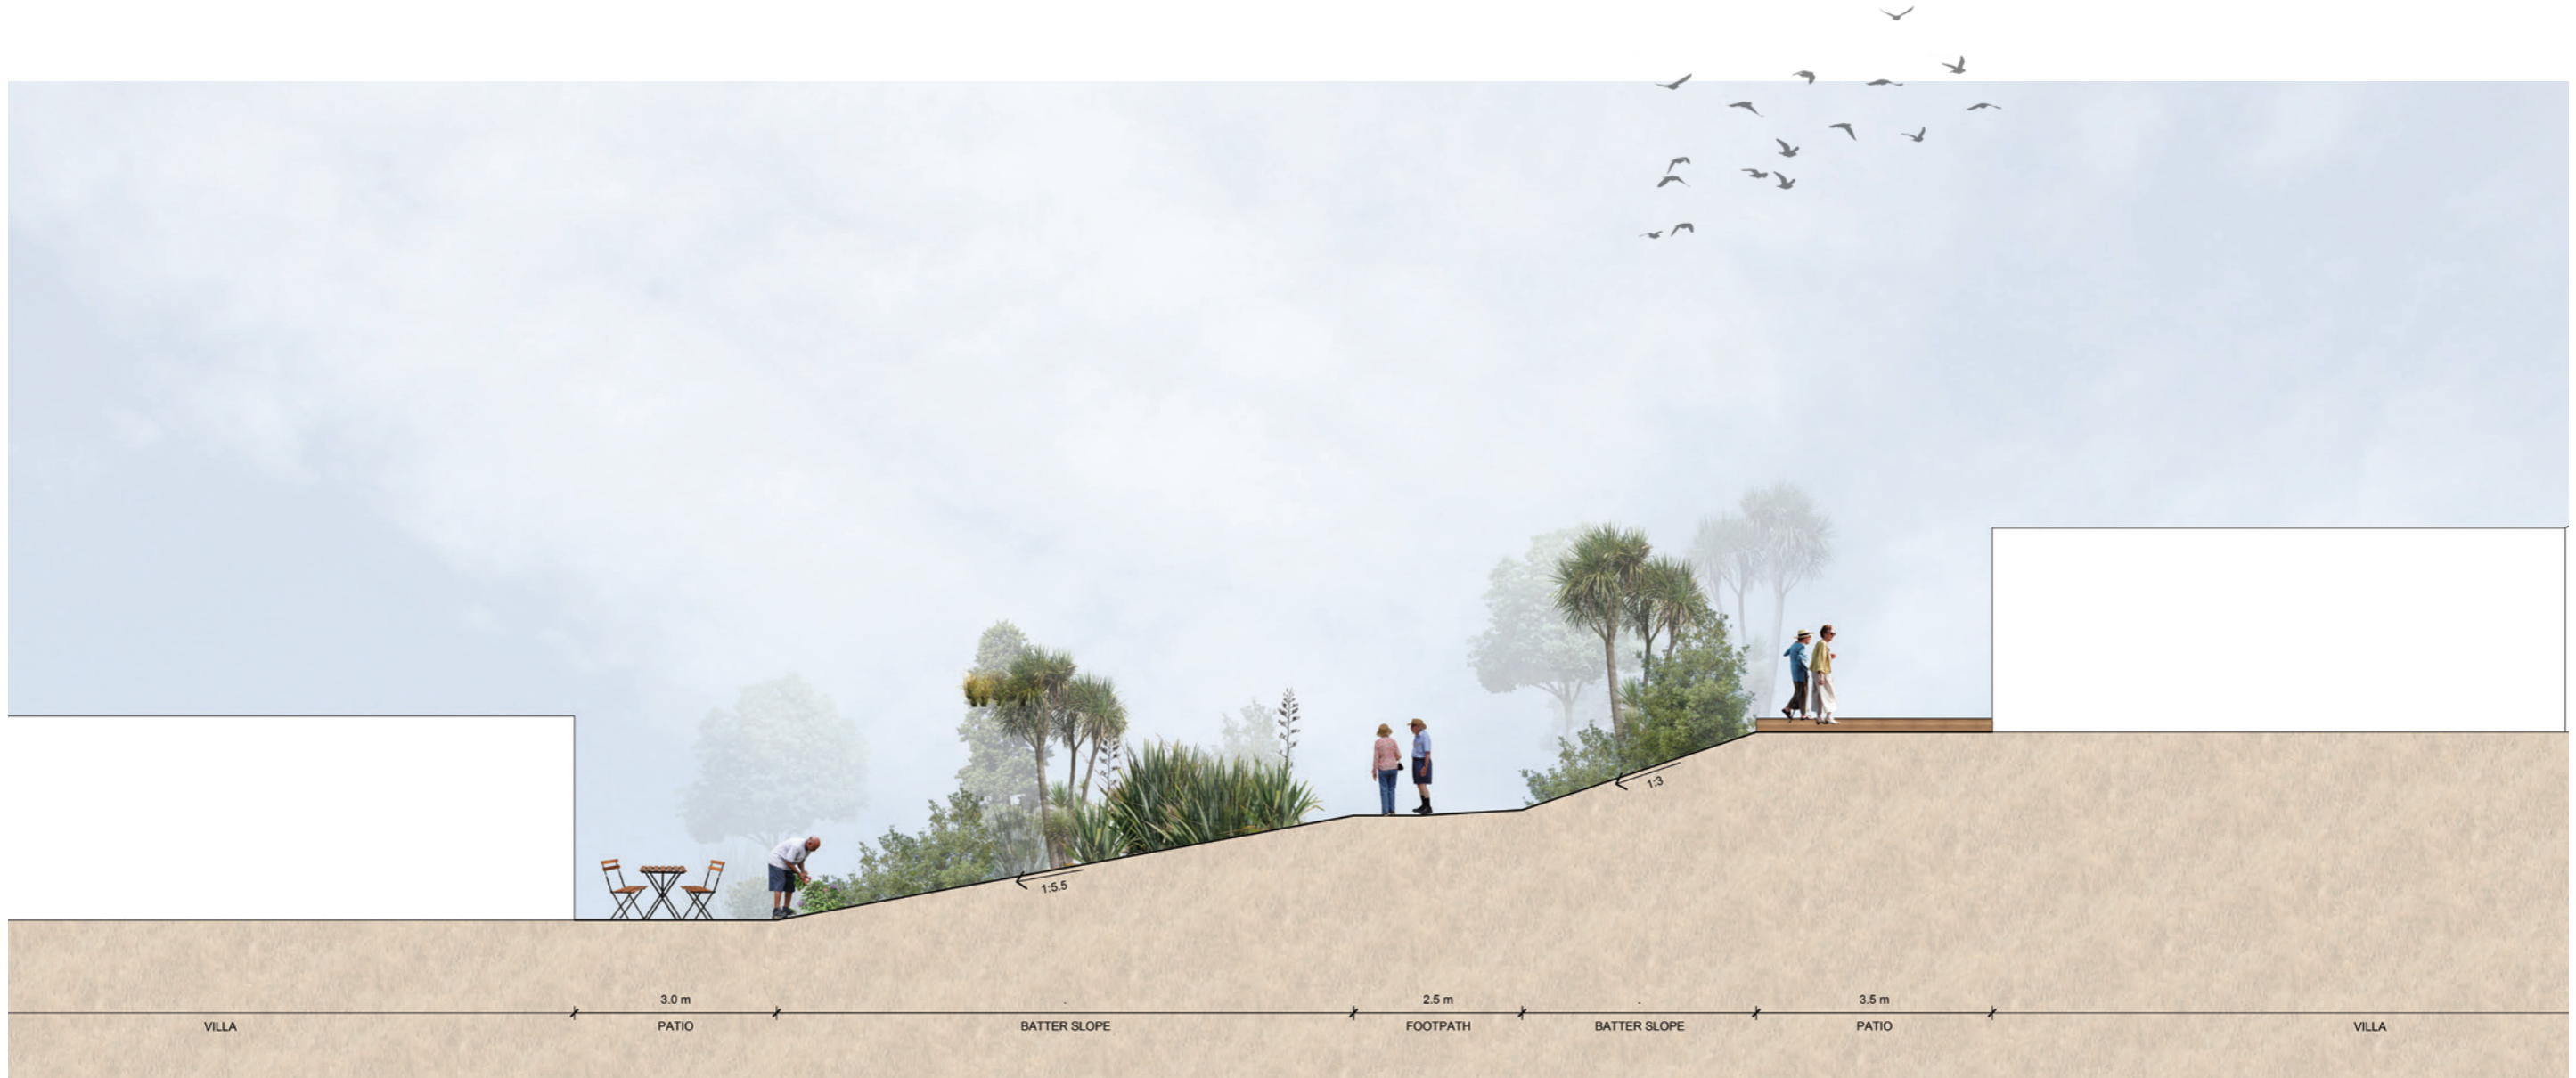 1:3
1:5.5
3.0 m
2.5 m
3.5 m
VILLA
PATIO
BATTER SLOPE
FOOTPATH
BATTER SLOPE
PATIO
VILLA